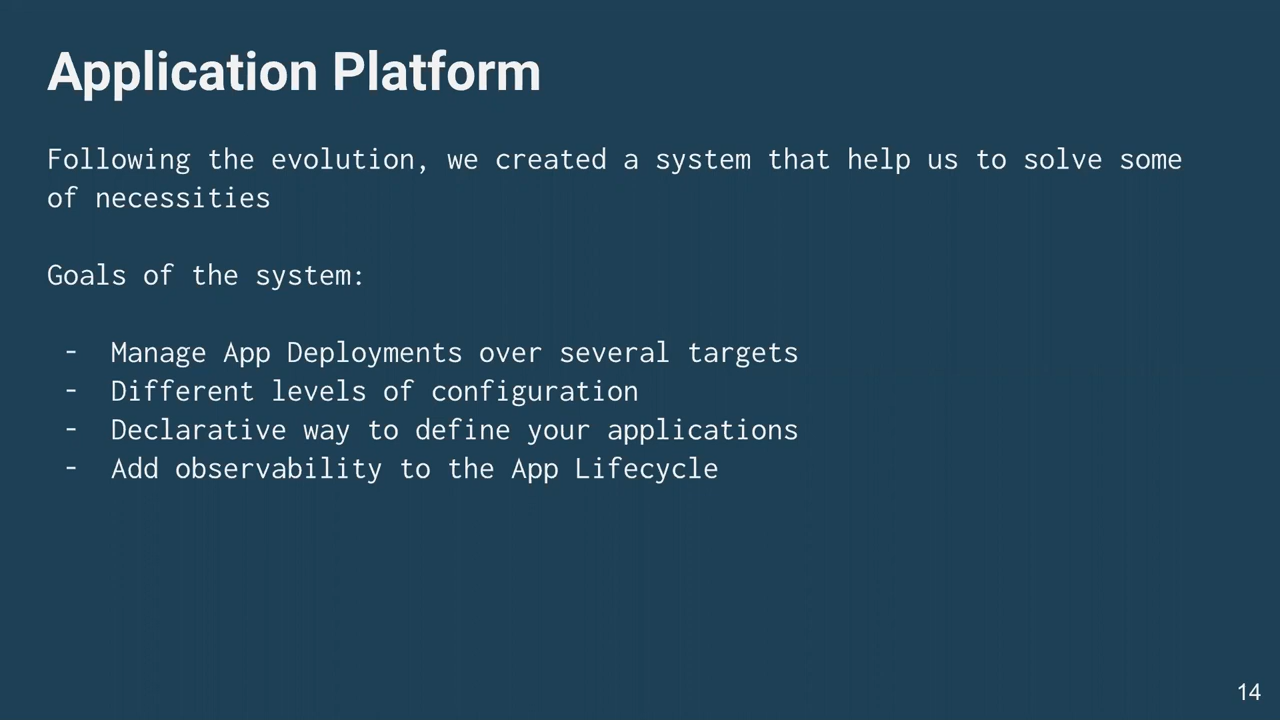 Application Platform
Following the evolution, we created a system that help us to solve some
of necessities
Goals of the system:
- Manage App Deployments over several targets
- Different levels of configuration
- Declarative way to define your applications
- Add observability to the App Lifecycle
14